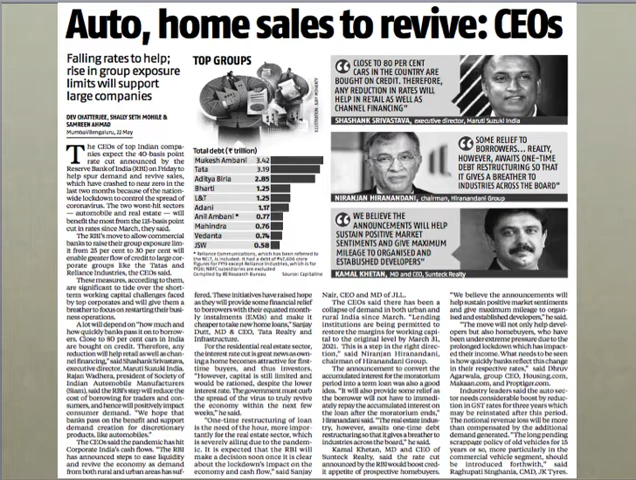 Auto, home sales to revive: CEOs
Falling rates to help;
rise in group exposure
limits will support
large companies
DEV CHATTERJEE, SHALLY SETH MOHILE &
SAMREEN AHMAD
Mumbai/Bengaluru, 22 May
The CEOs of top Indian companies
expect the 40-basis point
rate cut announced by the
Reserve Bank of India (RBI) on Friday to
help spur demand and revive sales,
which have crashed to near zero in the
last two months because of the nation-
wide lockdown to control the spread of
coronavirus. The two worst-hit sectors
— automobile and real estate — will
benefit the most from the 115-basis point
cut in rates since March, they said.
The RBI's move to allow commercial
banks to raise their group exposure lim-
it from 25 per cent to 30 per cent will
enable greater flow of credit to large cor-
porate groups like the Tatas and
Reliance Industries, the CEOs said.
These measures, according to them,
are significant to tide over the short-
term working capital challenges faced
by top corporates and will give them a
breather to focus on restarting their busi-
ness operations.
A lot will depend on "how much and
how quickly banks pass it on to borrow-
ers. Close to 80 per cent cars in India
are bought on credit. Therefore, any
reduction will help retail as well as chan-
nel financing," said Shashank Srivastava,
executive director, Maruti Suzuki India.
Rajan Wadhera, president of Society of
Indian Automobile Manufacturers
(Siam), said the RBI's step will reduce the
cost of borrowing for traders and con-
sumers, and hence will positively impact
consumer demand. "We hope that
banks pass on the benefit and support
demand creation for discretionary
products, like automobiles."
The CEOs said the pandemic has hit
Corporate India's cash flows. "The RBI
has announced steps to ease liquidity
and revive the economy as demand
from both rural and urban areas has suf-
TOP GROUPS
Total debt (₹ trillion)
Mukesh Ambani 3.42
Tata 3.19
Aditya Birla 2.85
Bharti 1.25
L&T 1.25
Adani 1.17
Anil Ambani * 0.77
Mahindra 0.76
Vedanta 0.74
JSW 0.58
* Reliance Communications, which has been referred to
the NCLT, is included.
Compiled by BS Research Bureau Source: Capitaline
CLOSE TO 80 PER CENT
CARS IN THE COUNTRY ARE
BOUGHT ON CREDIT. THEREFORE,
ANY REDUCTION IN RATES WILL
HELP IN RETAIL AS WELL AS
CHANNEL FINANCING"
SHASHANK SRIVASTAVA, executive director, Maruti Suzuki India
SOME RELIEF TO
BORROWERS... REALTY,
HOWEVER, AWAITS ONE-TIME
DEBT RESTRUCTURING SO THAT
IT GIVES A BREATHER TO
INDUSTRIES ACROSS THE BOARD"
NIRANJAN HIRANANDANI, chairman, Hiranandani Group
WE BELIEVE THE
ANNOUNCEMENTS WILL HELP
SUSTAIN POSITIVE MARKET
SENTIMENTS AND GIVE MAXIMUM
MILEAGE TO ORGANISED AND
ESTABLISHED DEVELOPERS"
KAMAL KHETAN, MD and CEO, Sunteck Realty
fered. These initiatives have raised hope
as they will provide some financial relief
to borrowers with their equated month-
ly instalments (EMIs) and make it
cheaper to take new home loans," Sanjay
Dutt, MD & CEO, Tata Realty and
Infrastructure.
For the residential real estate sector,
the interest rate cut is great news as own-
ing a home becomes attractive for first-
time buyers, and thus investors.
"However, capital is still limited and
would be rationed, despite the lower
interest rate. The government must curb
the spread of the virus to truly revive
the economy within the next few
weeks," he said.
"One-time restructuring of loan
is the need of the hour, more
importantly for the real estate sector, which
is severely ailing due to the pandem-
ic. It is expected that the RBI will
make a decision soon once it is clear
about the lockdown's impact on the
economy and cash flow," said Sanjay
Nair, CEO and MD of JLL.
The CEOs said there has been a
collapse of demand in both urban and
rural India since March. "Lending
institutions are being permitted to
restore the margins for working capi-
tal to the original level by March 31,
2021. This is a step in the right direc-
tion," said Niranjan Hiranandani,
chairman of Hiranandani Group.
The announcement to convert the
accumulated interest for the moratorium
period into a term loan was also a good
idea. "It will also provide some relief as
the borrower will not have to imme-
diately repay the accumulated interest on
the loan after the moratorium ends,"
Hiranandani said. "The real estate indus-
try, however, awaits one-time debt
restructuring so that it gives a breather to
industries across the board," he said.
Kamal Khetan, MD and CEO of
Sunteck Realty, said the rate cut
announced by the RBI would boost cred-
it appetite of prospective homebuyers.
"We believe the announcements will help
sustain positive market sentiments and
give maximum mileage to organ-
ised and established developers," he said.
"The move will not only help devel-
opers but also homebuyers, who have
been under extreme pressure due to the
prolonged lockdown which has impact-
ed their income. What needs to be seen
is how quickly banks reflect this change
in their respective rates," said Dhruv
Agarwala, group CEO, Housing.com,
Makaan.com, and Proptiger.com.
Industry leaders said the auto sec-
tor needs considerable boost by reduc-
tion in GST rates for three years which
may be reinstated after this period.
The notional revenue loss will be more
than compensated by the additional
demand generated. "The long pending
scrappage policy of old vehicles for 15
years or so, more particularly in the
commercial vehicle segment, should
be introduced forthwith," said
Raghupati Singhania, CMD, JK Tyres.